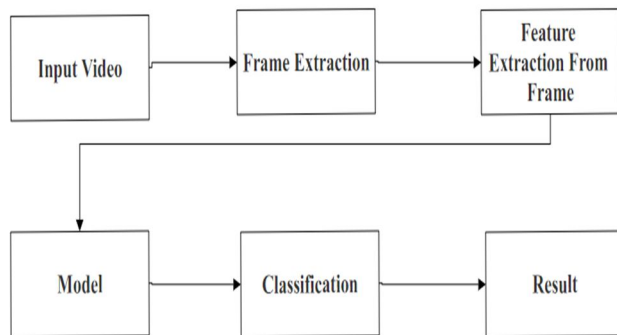 Input Video
Frame Extraction
Feature
Extraction From
Frame
Model
Classification
Result